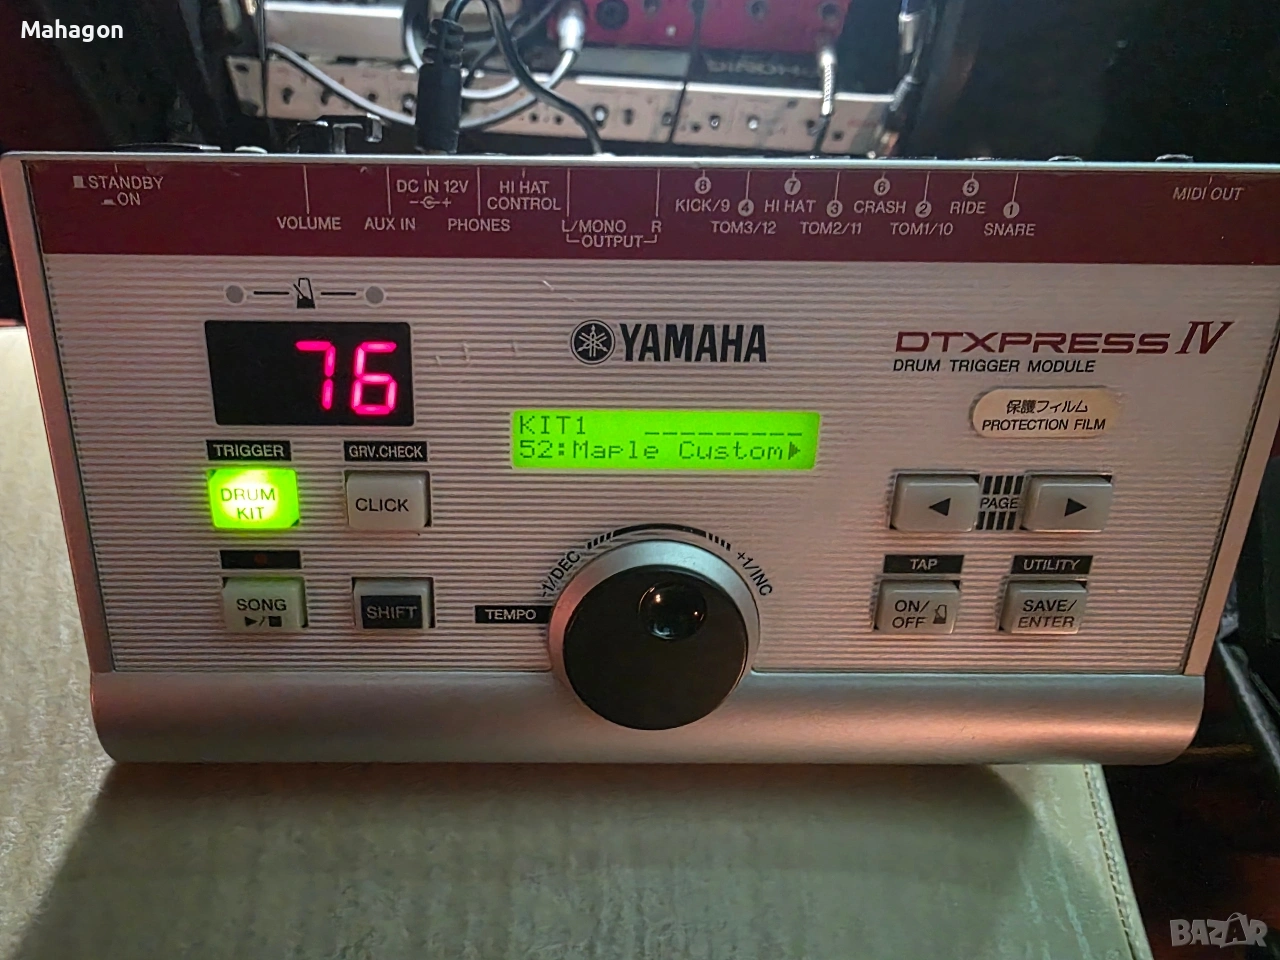 Mahagon
STANDBY
ON
VOLUME
AUX IN
DC IN 12V
PHONES
HI HAT
CONTROL
L/MONO R
OUTPUT
8 KICK/9
4 TOM3/12
7 HI HAT
3 TOM2/11
6 CRASH
2 TOM1/10
5 RIDE
1 SNARE
MIDI OUT
76
YAMAHA
DTXPRESS IV
DRUM TRIGGER MODULE
保護フィルム
PROTECTION FILM
KIT1
52:Maple Custom
TRIGGER
GRV.CHECK
DRUM
KIT
CLICK
PAGE
-1/DEC
+1/INC
TAP
UTILITY
SONG
SHIFT
TEMPO
ON/
OFF
SAVE/
ENTER
BAZAR